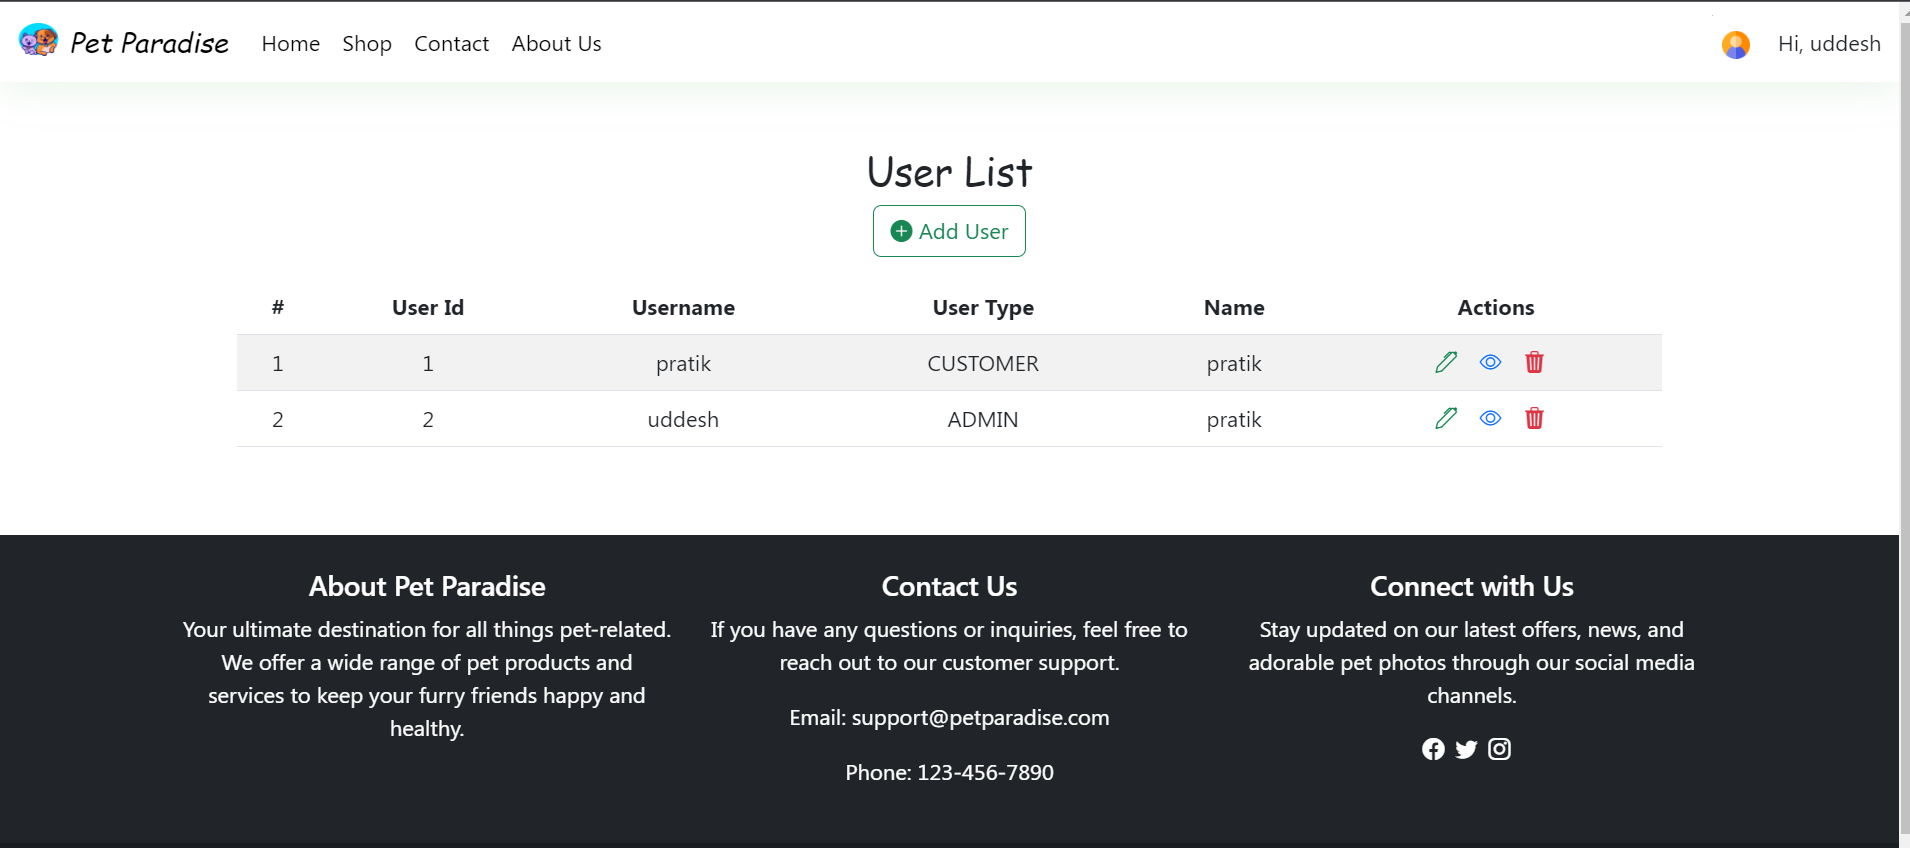 Pet Paradise Home Shop Contact About Us Hi, uddesh
User List
Add User
# User Id Username User Type Name Actions
1 1 pratik CUSTOMER pratik
2 2 uddesh ADMIN pratik
About Pet Paradise
Your ultimate destination for all things pet-related.
We offer a wide range of pet products and
services to keep your furry friends happy and
healthy.
Contact Us
If you have any questions or inquiries, feel free to
reach out to our customer support.
Email: support@petparadise.com
Phone: 123-456-7890
Connect with Us
Stay updated on our latest offers, news, and
adorable pet photos through our social media
channels.